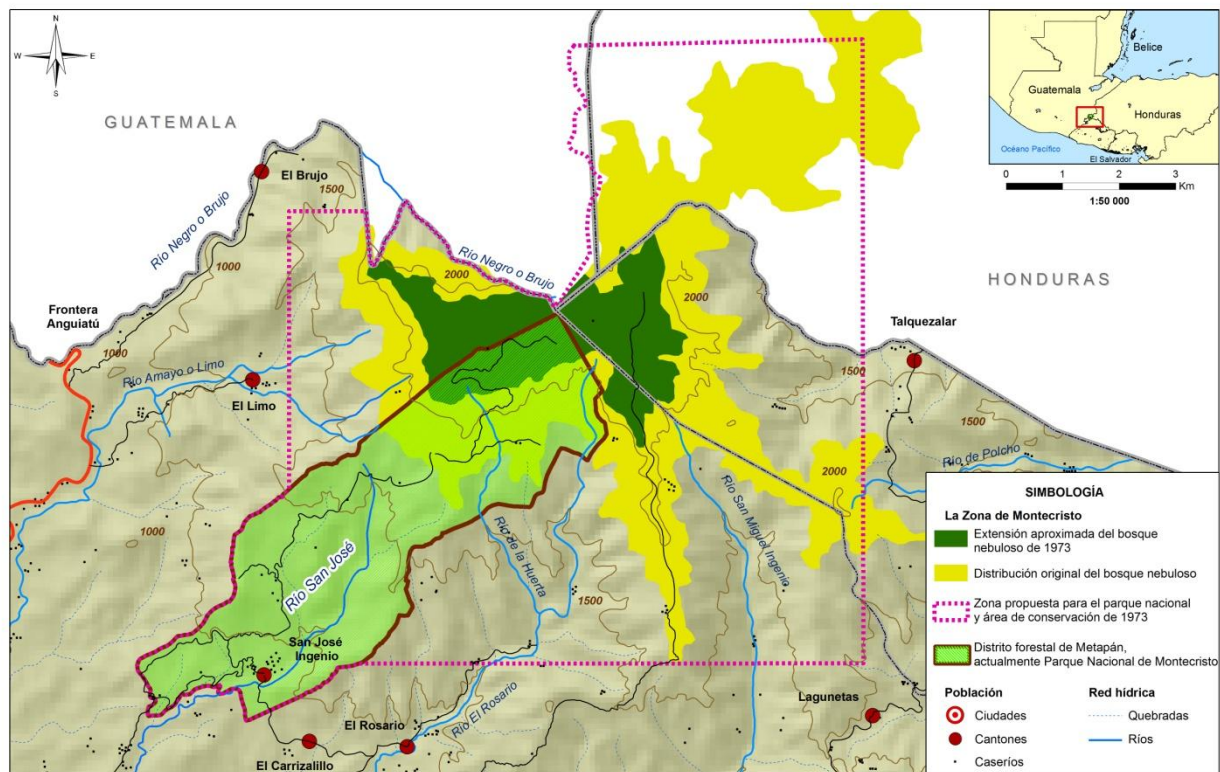 N
W
E
S
GUATEMALA
Belice
Guatemala
Honduras
Océano Pacífico
El Salvador
0
1
2
3
Km
1:50 000
El Brujo
1500
Río Negro o Brujo
1000
Río Negro o Brujo
2000
2000
HONDURAS
Frontera
Anguiatú
1000
Talquezalar
Río Amayo o Limo
El Limo
1500
1500
1000
2000
Río de Polcho
Río San Miguel Ingenio
Río de la Huerta
Río San José
1500
San José
Ingenio
Lagunetas
El Rosario
Río El Rosario
El Carrizalillo
SIMBOLOGÍA
La Zona de Montecristo
Extensión aproximada del bosque
nebuloso de 1973
Distribución original del bosque nebuloso
Zona propuesta para el parque nacional
y área de conservación de 1973
Distrito forestal de Metapán,
actualmente Parque Nacional de Montecristo
Población
Red hídrica
Ciudades
Quebradas
Cantones
Ríos
Caseríos